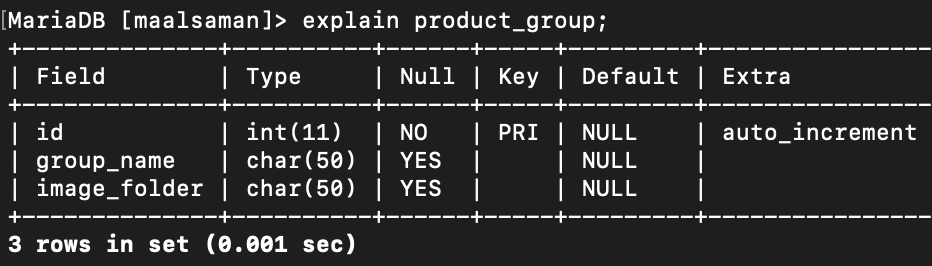 [MariaDB [maalsaman]> explain product_group;
+--------------+----------+------+-----+---------+----------------
| Field        | Type     | Null | Key | Default | Extra
+--------------+----------+------+-----+---------+----------------
| id           | int(11)  | NO   | PRI | NULL    | auto_increment
| group_name   | char(50) | YES  |     | NULL    |
| image_folder | char(50) | YES  |     | NULL    |
+--------------+----------+------+-----+---------+----------------
3 rows in set (0.001 sec)